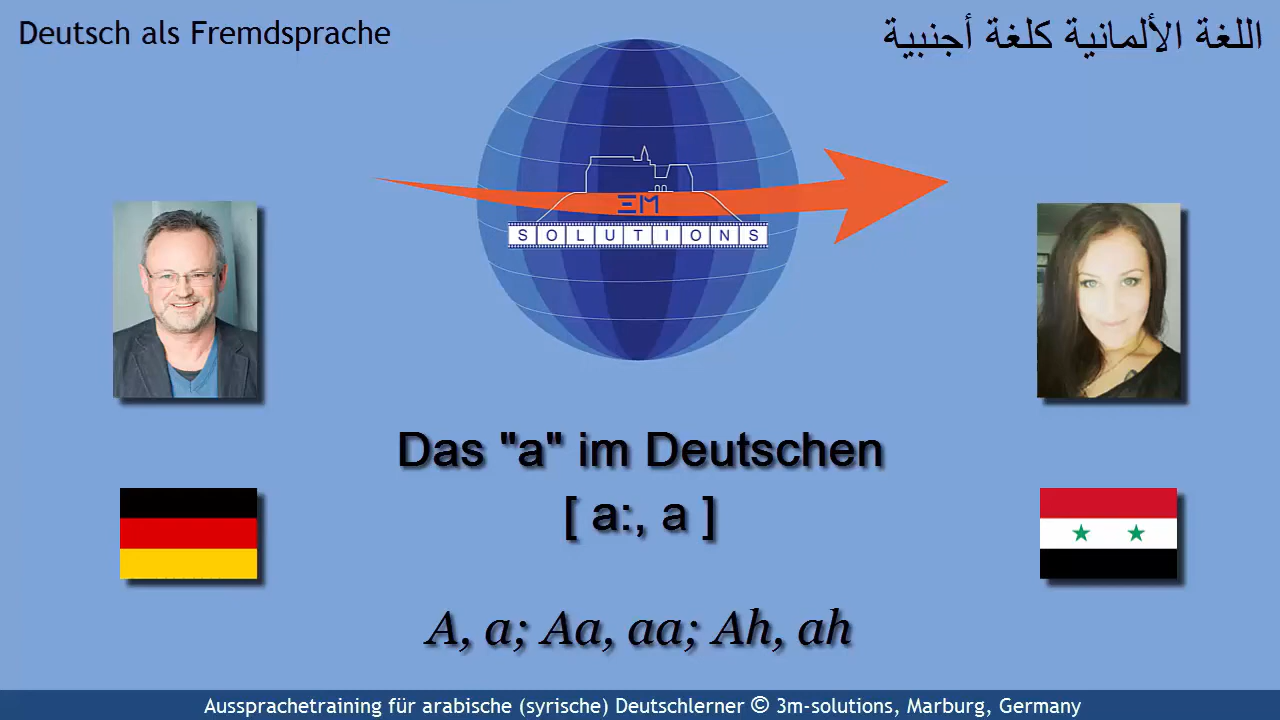 Deutsch als Fremdsprache
اللغة الألمانية كلغة أجنبية
3M
SOLUTIONS
Das "a" im Deutschen
[ a:, a ]
A, a; Aa, aa; Ah, ah
Aussprachetraining für arabische (syrische) Deutschlerner © 3m-solutions, Marburg, Germany